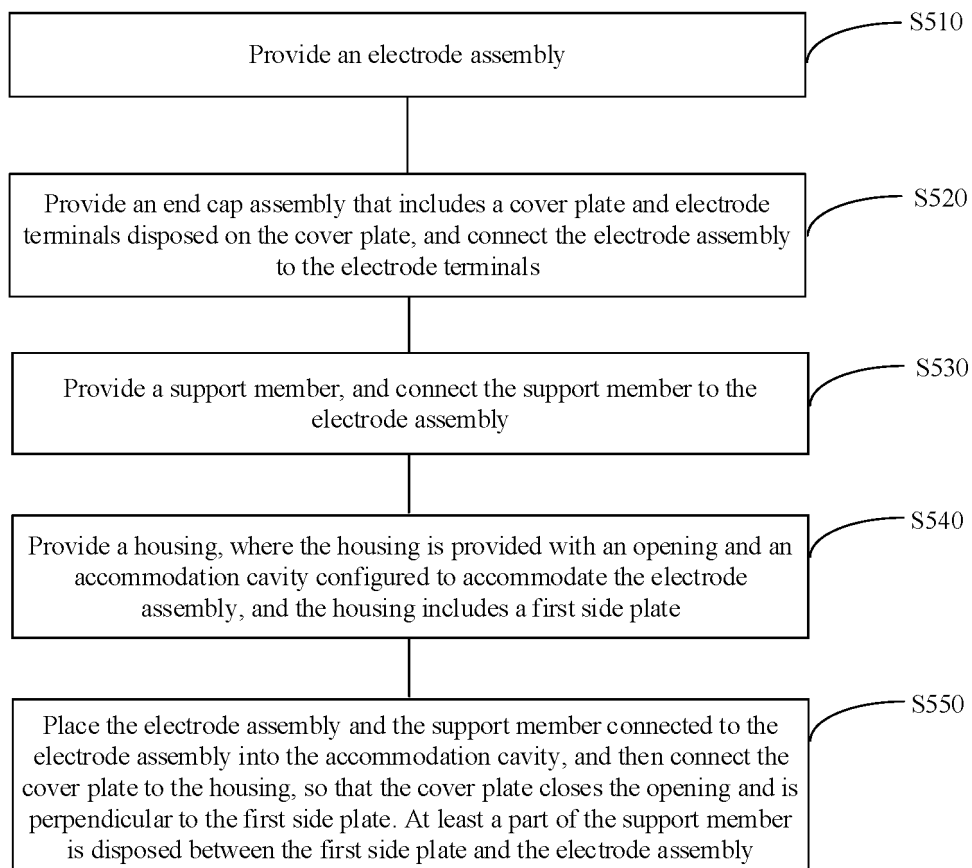 S510
Provide an electrode assembly
S520
Provide an end cap assembly that includes a cover plate and electrode
terminals disposed on the cover plate, and connect the electrode assembly
to the electrode terminals
S530
Provide a support member, and connect the support member to the
electrode assembly
S540
Provide a housing, where the housing is provided with an opening and an
accommodation cavity configured to accommodate the electrode
assembly, and the housing includes a first side plate
S550
Place the electrode assembly and the support member connected to the
electrode assembly into the accommodation cavity, and then connect the
cover plate to the housing, so that the cover plate closes the opening and is
perpendicular to the first side plate. At least a part of the support member
is disposed between the first side plate and the electrode assembly